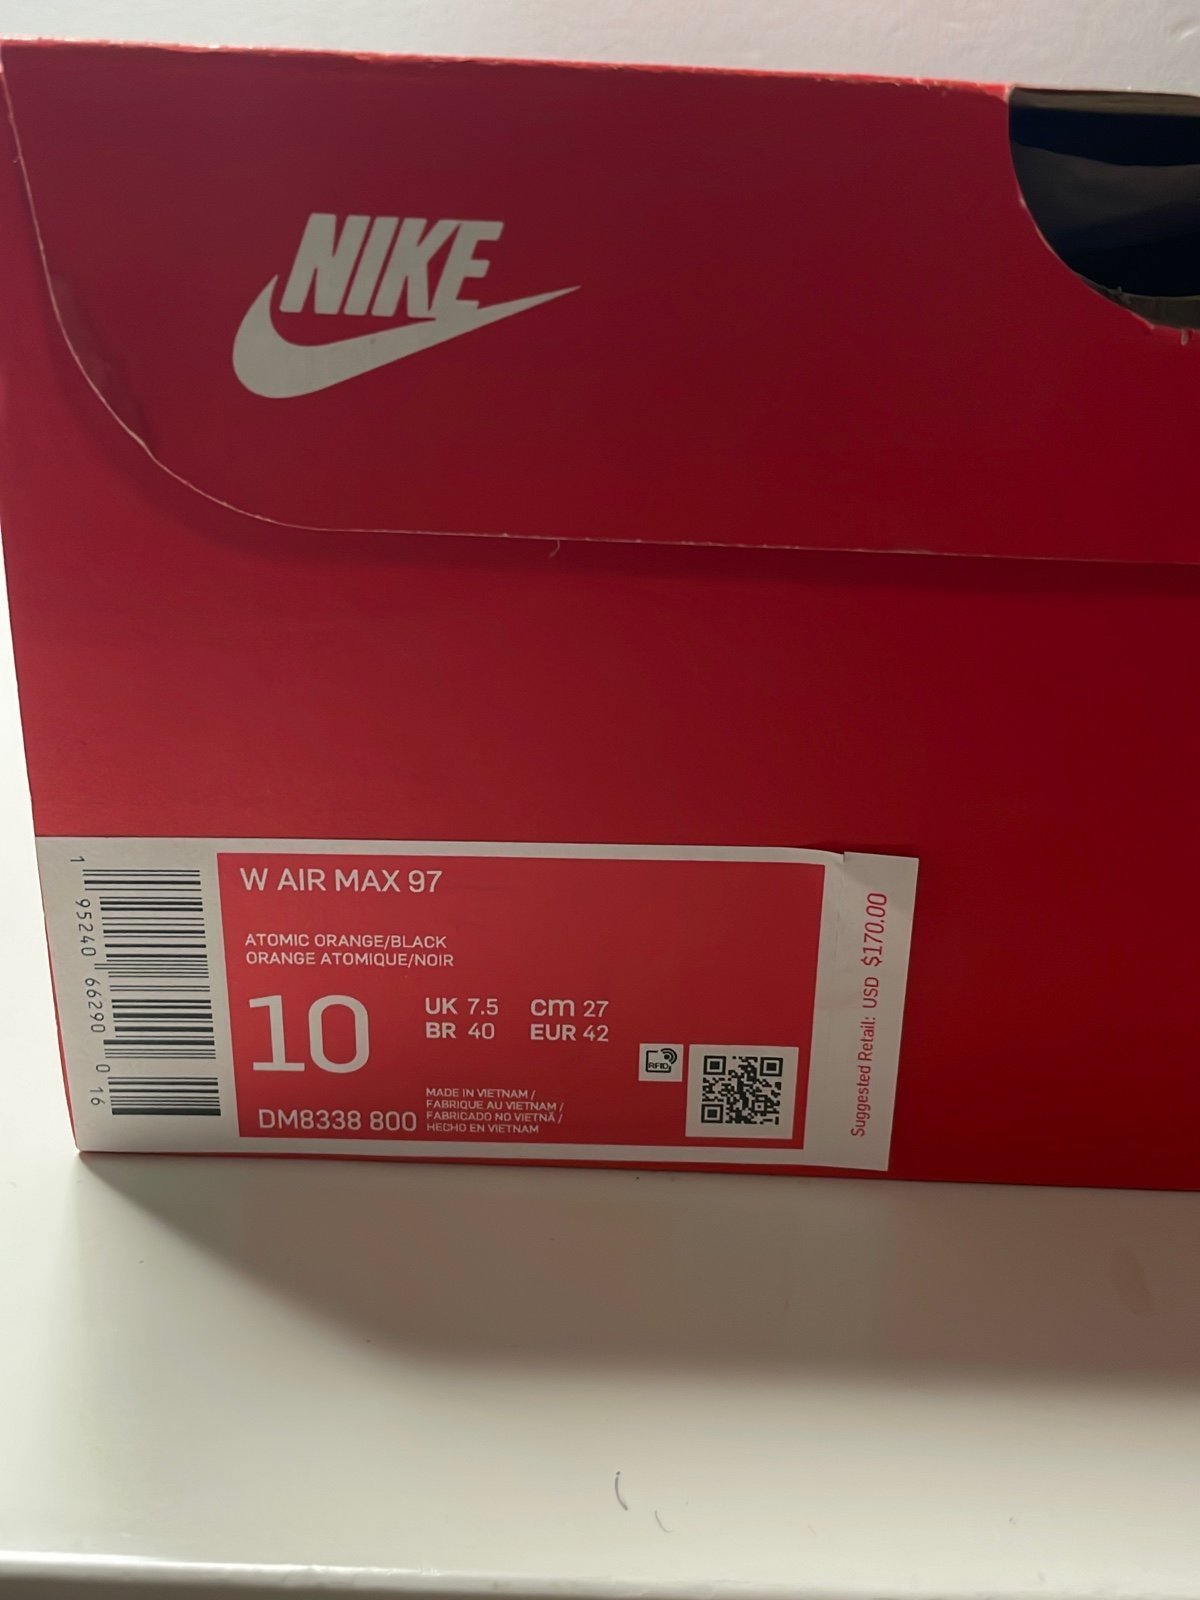 NIKE
W AIR MAX 97
ATOMIC ORANGE/BLACK
ORANGE ATOMIQUE/NOIR
10
UK 7.5 cm 27
BR 40 EUR 42
RFID
DM8338 800
MADE IN VIETNAM /
FABRIQUE AU VIETNAM /
FABRICADO NO VIETNÃ /
HECHO EN VIETNAM
1 95240 66290 0 16
Suggested Retail: USD $170.00